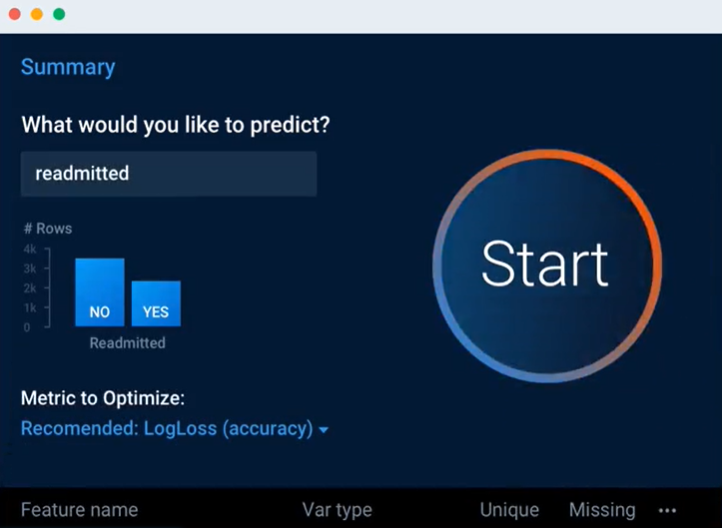 Summary
What would you like to predict?
readmitted
# Rows
4k
3k
2k
1k
0
NO YES
Readmitted
Start
Metric to Optimize:
Recomended: LogLoss (accuracy)
Feature name Var type Unique Missing ...